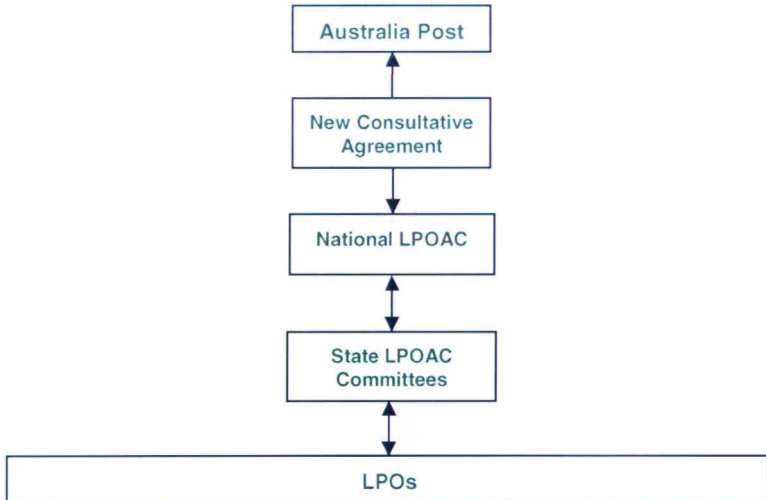 Australia Post
New Consultative
Agreement
National LPOAC
State LPOAC
Committees
LPOs